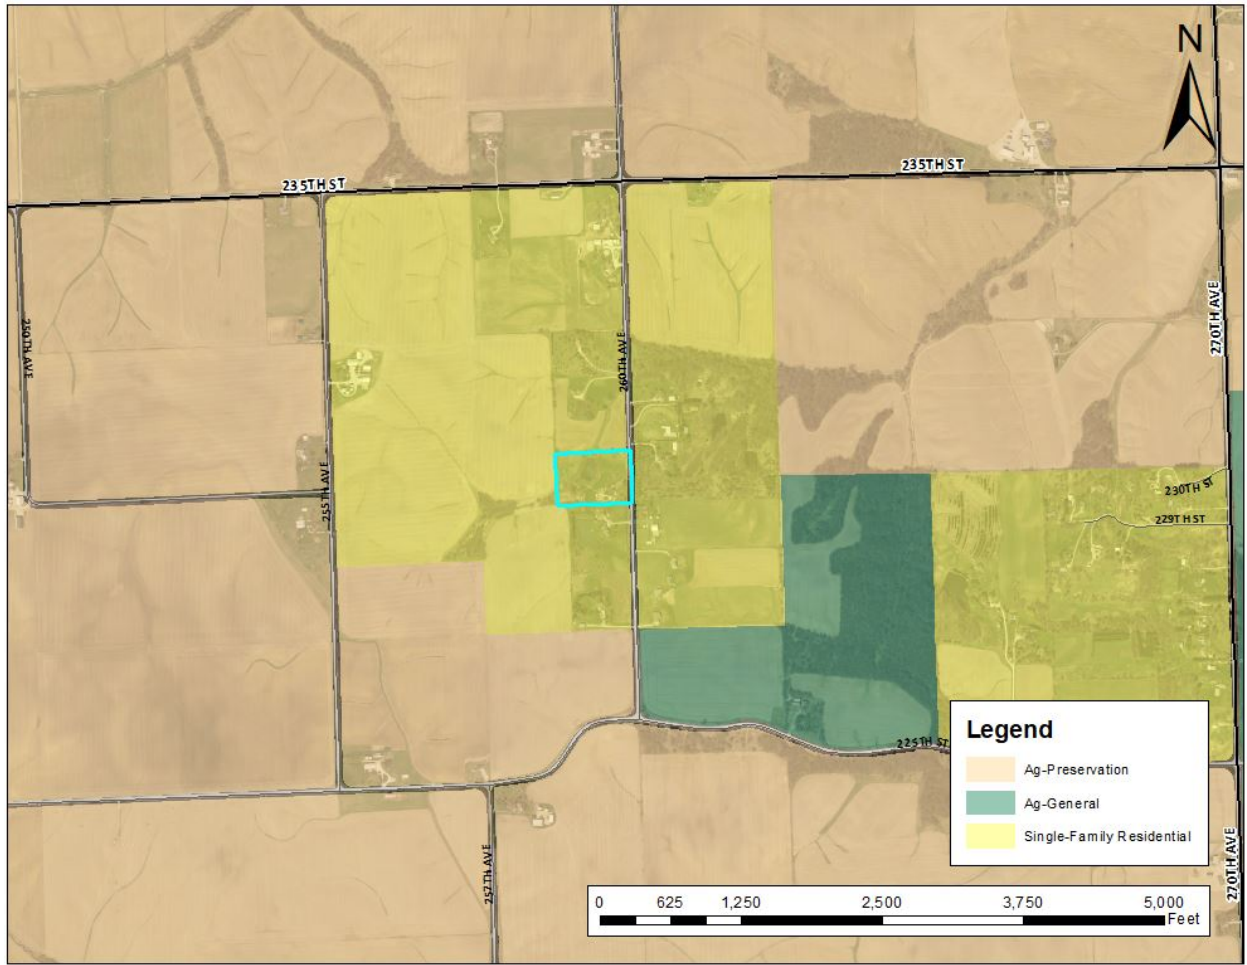 N
235TH ST
235TH ST
250TH AVE
260TH AVE
270TH AVE
255TH AVE
230TH ST
229TH ST
225TH ST
257TH AVE
270TH AVE
Legend
Ag-Preservation
Ag-General
Single-Family Residential
0 625 1,250 2,500 3,750 5,000
Feet